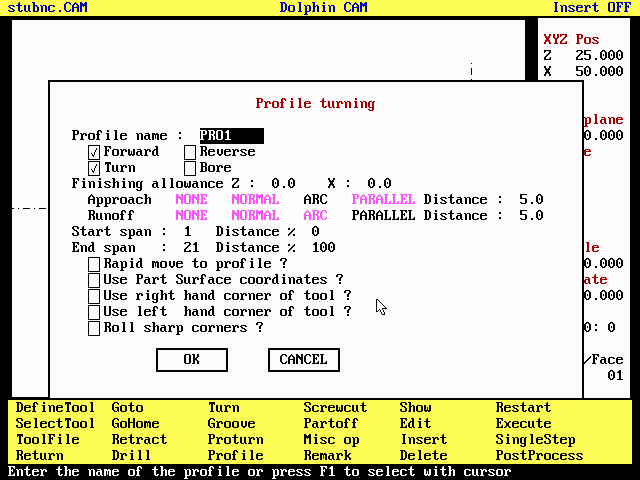 stubnc.CAM Dolphin CAM Insert OFF
XYZ Pos
Z 25.000
X 50.000
Profile turning
plane
Profile name : PRO1 0.000
Forward Reverse e
Turn Bore
Finishing allowance Z : 0.0 X : 0.0
Approach NONE NORMAL ARC PARALLEL Distance : 5.0
Runoff NONE NORMAL ARC PARALLEL Distance : 5.0
Start span : 1 Distance % 0
End span : 21 Distance % 100 le
Rapid move to profile ? 0.000
Use Part Surface coordinates ? ate
Use right hand corner of tool ? 0.000
Use left hand corner of tool ?
Roll sharp corners ? 0: 0
OK CANCEL /Face
01
DefineTool Goto Turn Screwcut Show Restart
SelectTool GoHome Groove Partoff Edit Execute
ToolFile Retract Proturn Misc op Insert SingleStep
Return Drill Profile Remark Delete PostProcess
Enter the name of the profile or press F1 to select with cursor